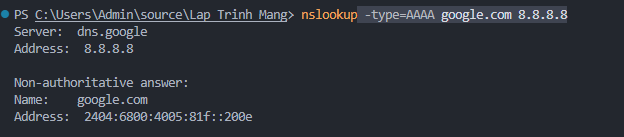 PS C:\Users\Admin\source\Lap Trinh Mang> nslookup -type=AAAA google.com 8.8.8.8
Server:  dns.google
Address:  8.8.8.8

Non-authoritative answer:
Name:    google.com
Address:  2404:6800:4005:81f::200e